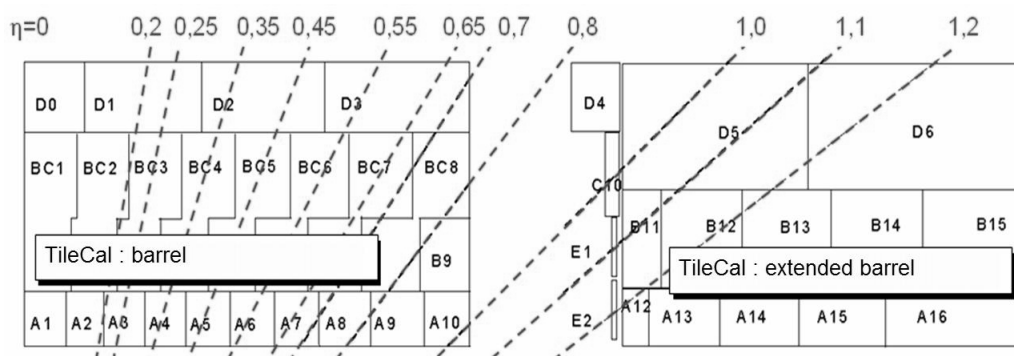 η=0 0,2 0,25 0,35 0,45 0,55 0,65 0,7 0,8 1,0 1,1 1,2
D0 D1 D2 D3 D4 D5 D6
BC1 BC2 BC3 BC4 BC5 BC6 BC7 BC8 C10
B9 E1 B11 B12 B13 B14 B15
TileCal : barrel
TileCal : extended barrel
A1 A2 A3 A4 A5 A6 A7 A8 A9 A10 E2 A12 A13 A14 A15 A16